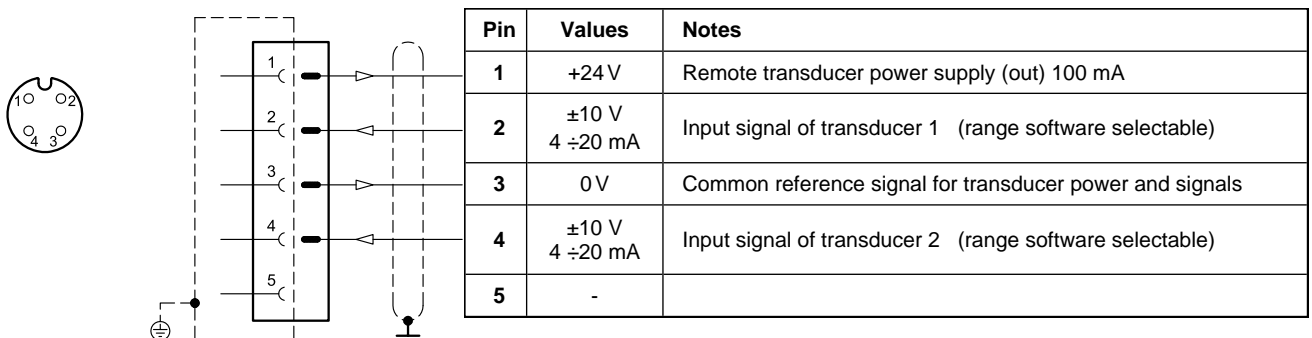 1 2
4 3
1
2
3
4
5
Pin Values Notes
1 +24 V Remote transducer power supply (out) 100 mA
2 ±10 V
4 ÷20 mA Input signal of transducer 1 (range software selectable)
3 0 V Common reference signal for transducer power and signals
4 ±10 V
4 ÷20 mA Input signal of transducer 2 (range software selectable)
5 -